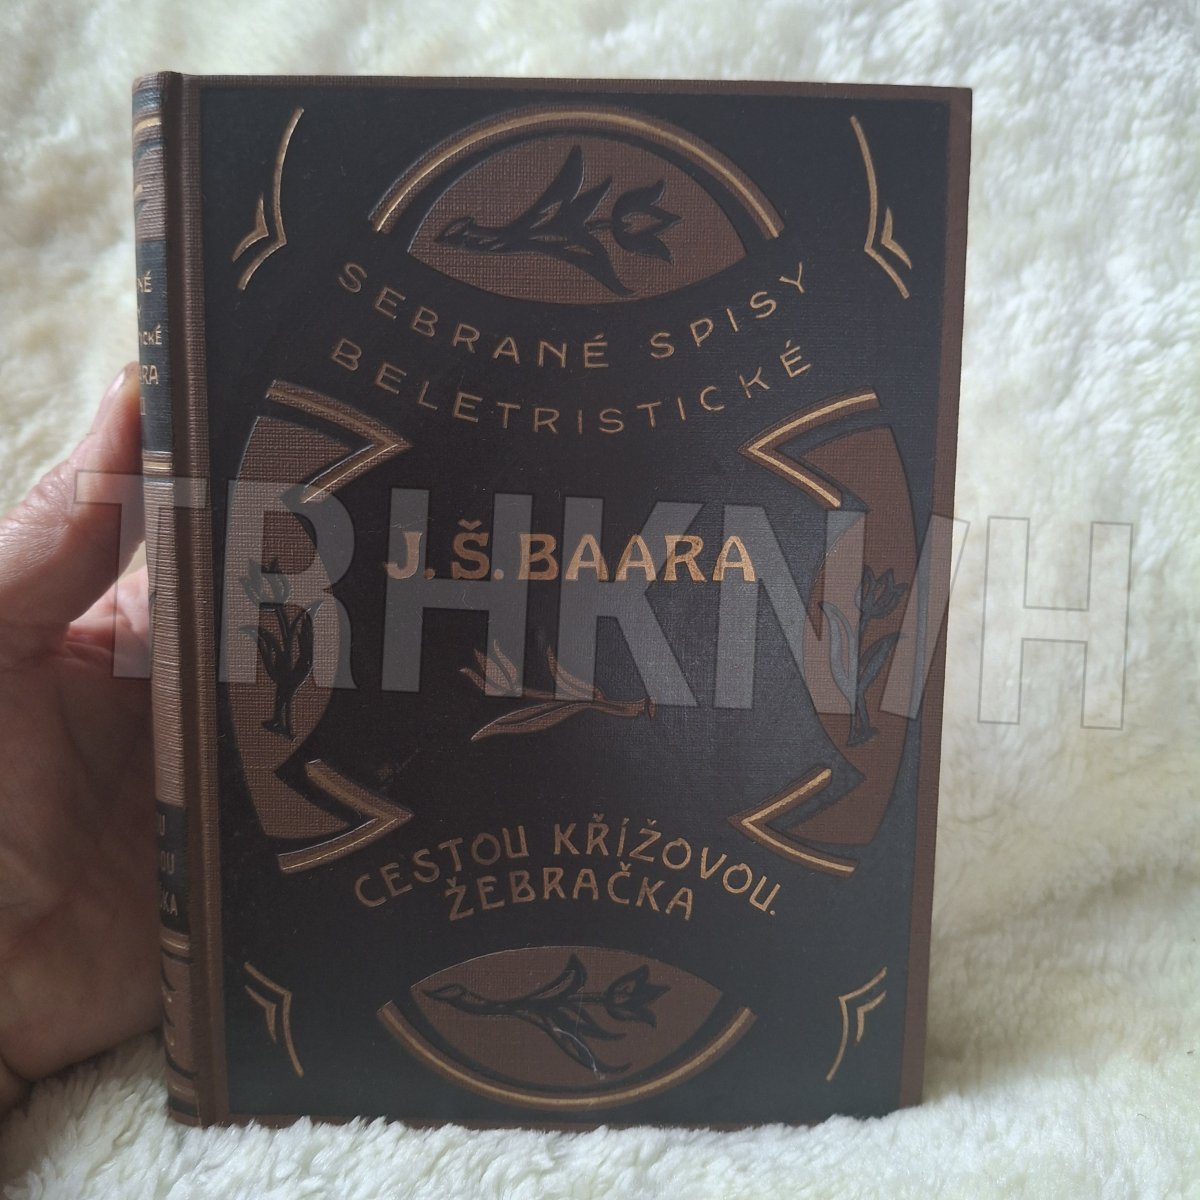 SEBRANÉ SPISY
BELETRISTICKÉ
J. Š. BAARA
CESTOU KŘÍŽOVOU.
ŽEBRAČKA
TRHKNIH